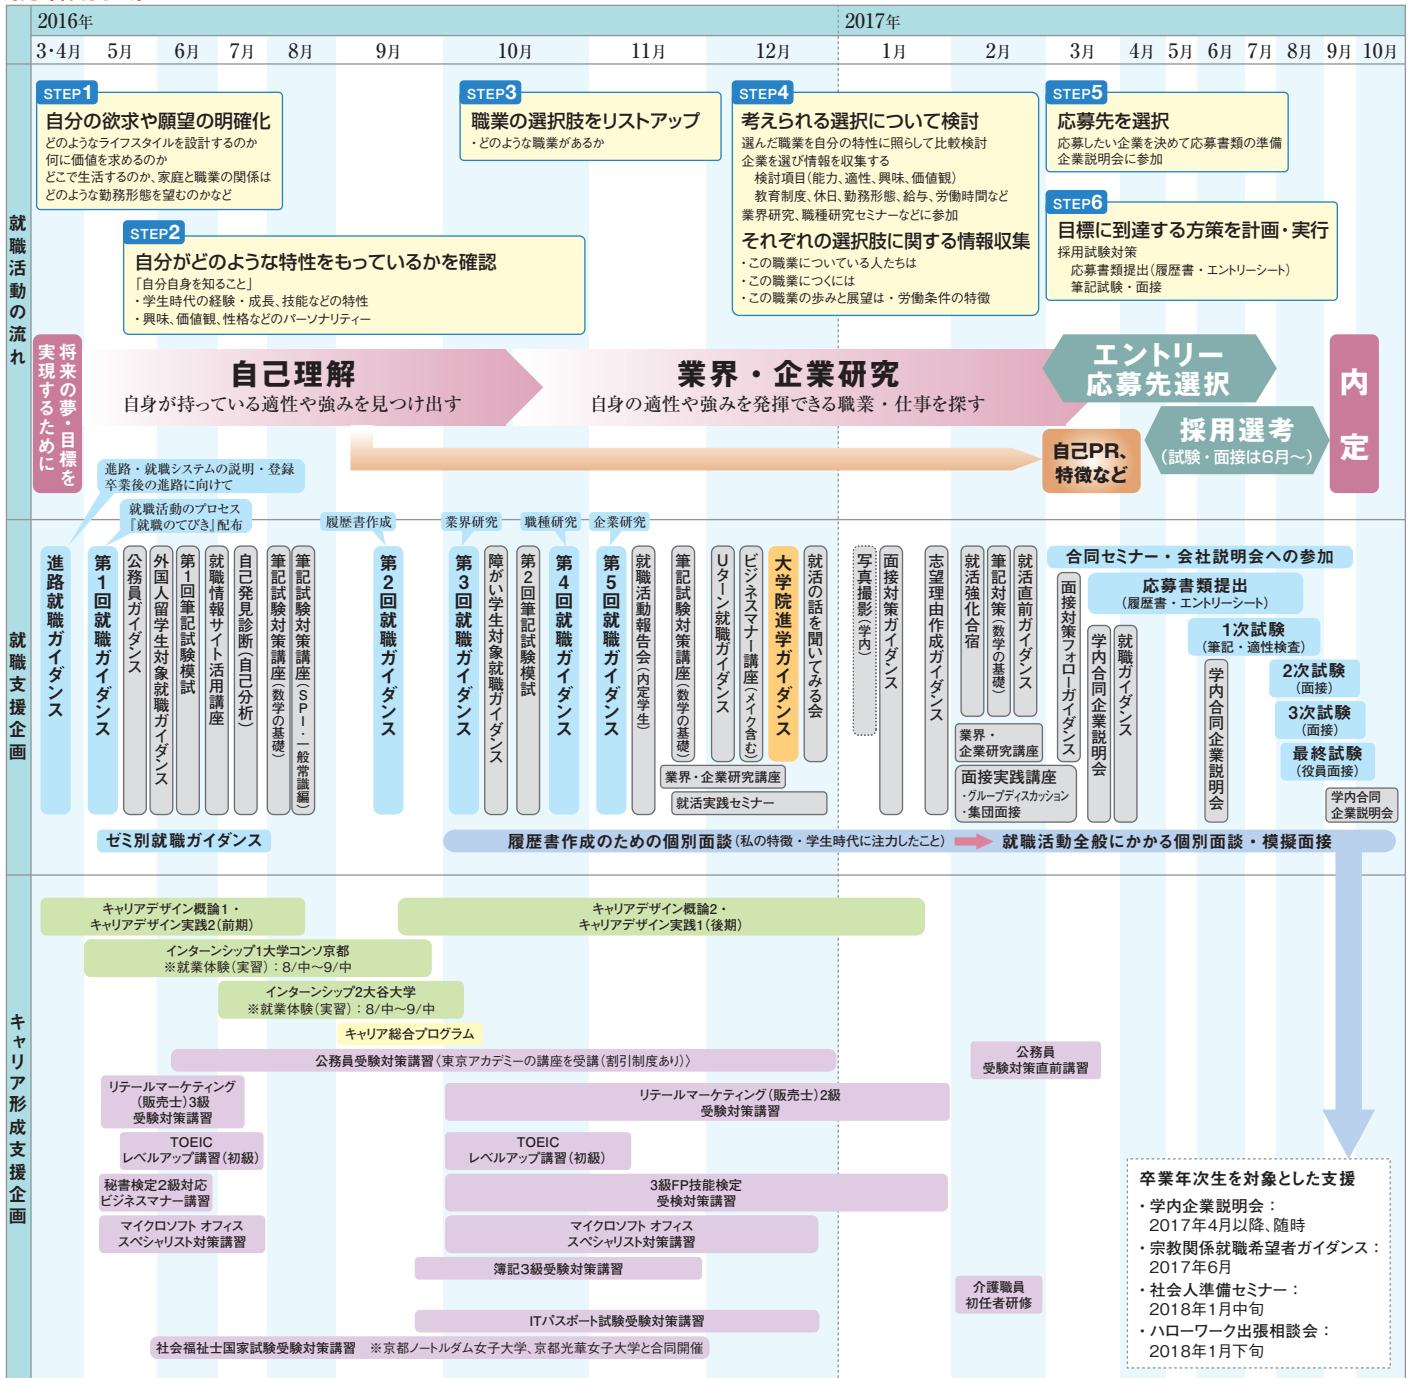 2016年
2017年
3・4月
5月
6月
7月
8月
9月
10月
11月
12月
1月
2月
3月
4月
5月
6月
7月
8月
9月
10月
就職活動の流れ
STEP1
自分の欲求や願望の明確化
どのようなライフスタイルを設計するのか
何に価値を求めるのか
どこで生活するのか、家庭と職業の関係は
どのような勤務形態を望むのかなど
STEP2
自分がどのような特性をもっているかを確認
「自分自身を知ること」
・学生時代の経験・成長、技能などの特性
・興味、価値観、性格などのパーソナリティー
STEP3
職業の選択肢をリストアップ
・どのような職業があるか
STEP4
考えられる選択について検討
選んだ職業を自分の特性に照らして比較検討
企業を選び情報を収集する
検討項目(能力、適性、興味、価値観)
教育制度、休日、勤務形態、給与、労働時間など
業界研究、職種研究セミナーなどに参加
それぞれの選択肢に関する情報収集
・この職業についている人たちは
・この職業につくには
・この職業の歩みと展望は・労働条件の特徴
STEP5
応募先を選択
応募したい企業を決めて応募書類の準備
企業説明会に参加
STEP6
目標に到達する方策を計画・実行
採用試験対策
応募書類提出(履歴書・エントリーシート)
筆記試験・面接
将来の夢・目標を
実現するために
自己理解
自身が持っている適性や強みを見つけ出す
業界・企業研究
自身の適性や強みを発揮できる職業・仕事を探す
エントリー
応募先選択
採用選考
(試験・面接は6月〜)
自己PR、
特徴など
内定
就職支援企画
進路・就職システムの説明・登録
卒業後の進路に向けて
就職活動のプロセス
『就職のてびき』配布
履歴書作成
業界研究
職種研究
企業研究
進路就職ガイダンス
第1回就職ガイダンス
公務員ガイダンス
外国人留学生対象就職ガイダンス
第1回筆記試験模試
就職情報サイト活用講座
自己発見診断(自己分析)
筆記試験対策講座(数学の基礎)
筆記試験対策講座(SPI・一般常識編)
第2回就職ガイダンス
第3回就職ガイダンス
障がい学生対象就職ガイダンス
第2回筆記試験模試
第4回就職ガイダンス
第5回就職ガイダンス
就職活動報告会(内定学生)
筆記試験対策講座(数学の基礎)
Uターン就職ガイダンス
ビジネスマナー講座(メイク含む)
大学院進学ガイダンス
就活の話を聞いてみる会
業界・企業研究講座
就活実践セミナー
写真撮影(学内)
面接対策ガイダンス
志望理由作成ガイダンス
就活強化合宿
筆記対策(数学の基礎)
就活直前ガイダンス
業界・
企業研究講座
面接実践講座
・グループディスカッション
・集団面接
面接対策フォローガイダンス
学内合同企業説明会
就職ガイダンス
合同セミナー・会社説明会への参加
応募書類提出
(履歴書・エントリーシート)
1次試験
(筆記・適性検査)
学内合同企業説明会
2次試験
(面接)
3次試験
(面接)
最終試験
(役員面接)
学内合同
企業説明会
ゼミ別就職ガイダンス
履歴書作成のための個別面談(私の特徴・学生時代に注力したこと)
就職活動全般にかかる個別面談・模擬面接
キャリア形成支援企画
キャリアデザイン概論1・
キャリアデザイン実践2(前期)
キャリアデザイン概論2・
キャリアデザイン実践1(後期)
インターンシップ1大学コンソ京都
※就業体験(実習):8/中〜9/中
インターンシップ2大谷大学
※就業体験(実習):8/中〜9/中
キャリア総合プログラム
公務員受験対策講習〈東京アカデミーの講座を受講(割引制度あり)〉
公務員
受験対策直前講習
リテールマーケティング
(販売士)3級
受験対策講習
リテールマーケティング(販売士)2級
受験対策講習
TOEIC
レベルアップ講習(初級)
TOEIC
レベルアップ講習(初級)
秘書検定2級対応
ビジネスマナー講習
3級FP技能検定
受検対策講習
マイクロソフト オフィス
スペシャリスト対策講習
マイクロソフト オフィス
スペシャリスト対策講習
簿記3級受験対策講習
介護職員
初任者研修
ITパスポート試験受験対策講習
社会福祉士国家試験受験対策講習 ※京都ノートルダム女子大学、京都光華女子大学と合同開催
卒業年次生を対象とした支援
・学内企業説明会:
2017年4月以降、随時
・宗教関係就職希望者ガイダンス:
2017年6月
・社会人準備セミナー:
2018年1月中旬
・ハローワーク出張相談会:
2018年1月下旬